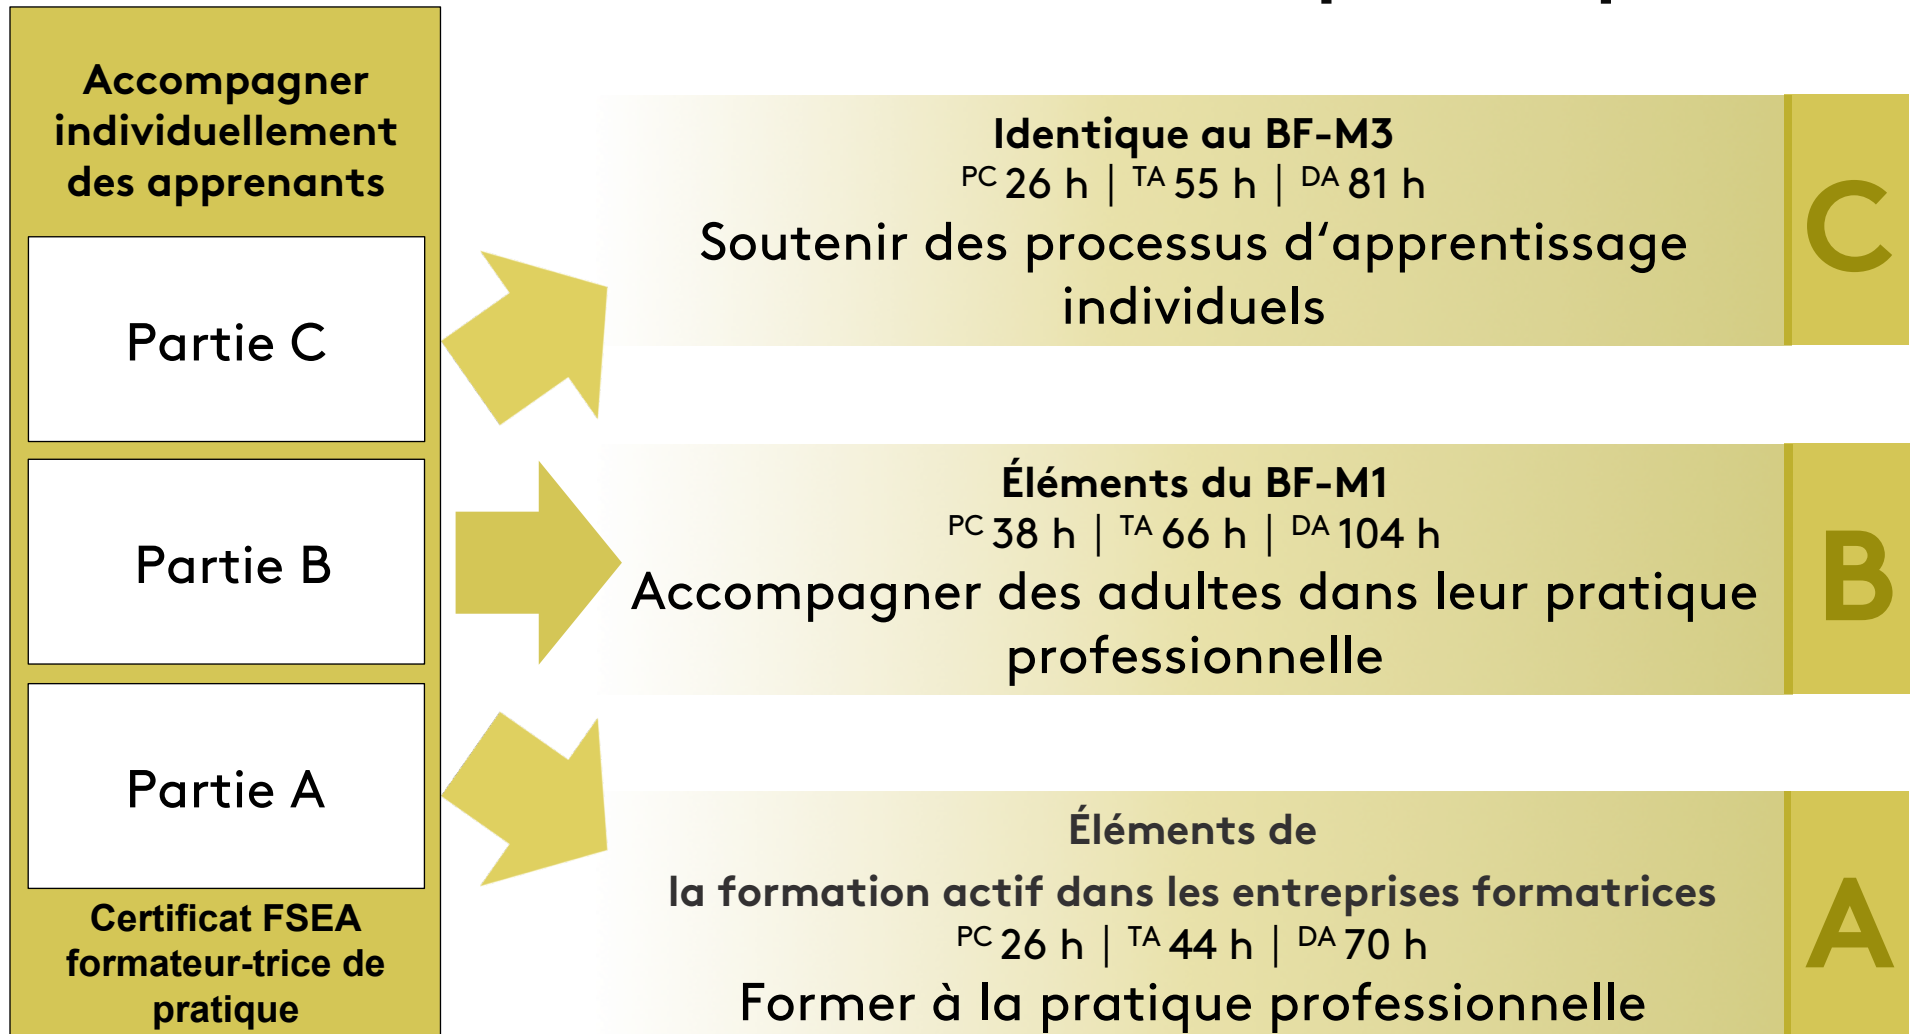 Accompagner
individuellement
des apprenants
Partie C
Partie B
Partie A
Certificat FSEA
formateur-trice de
pratique
Identique au BF-M3
PC 26 h | TA 55 h | DA 81 h
Soutenir des processus d‘apprentissage
individuels
C
Éléments du BF-M1
PC 38 h | TA 66 h | DA 104 h
Accompagner des adultes dans leur pratique
professionnelle
B
Éléments de
la formation actif dans les entreprises formatrices
PC 26 h | TA 44 h | DA 70 h
Former à la pratique professionnelle
A